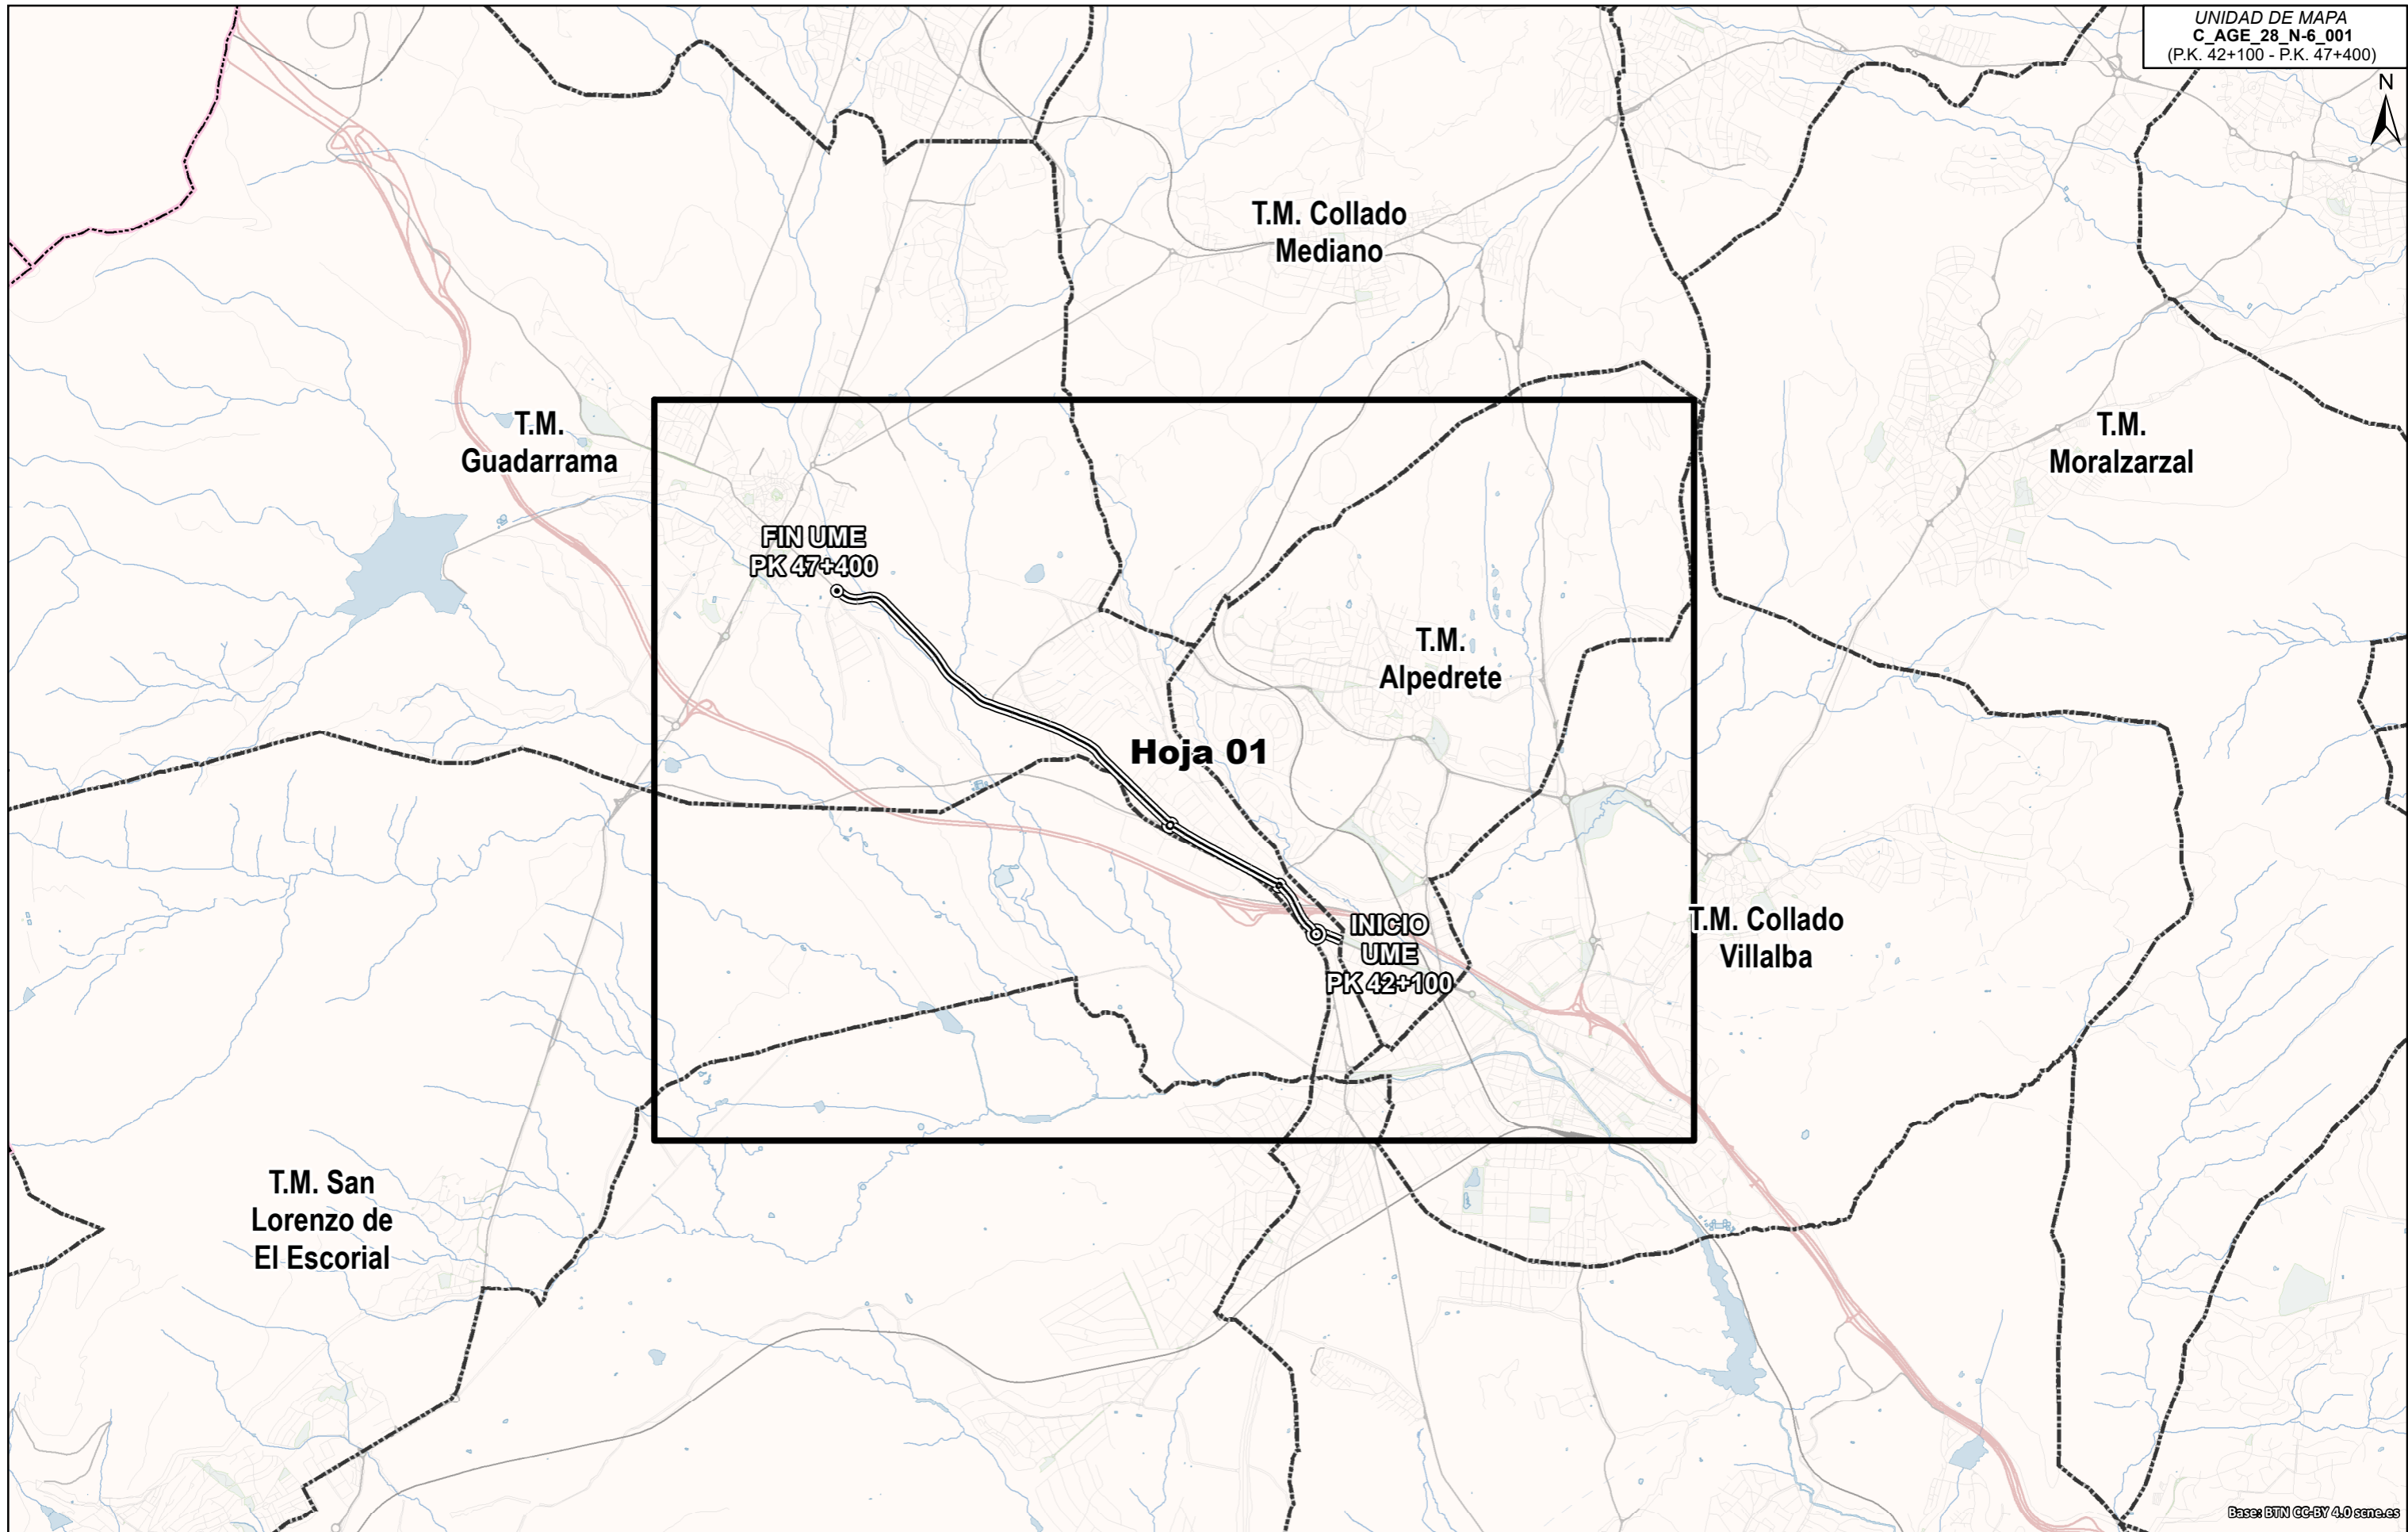 UNIDAD DE MAPA
C_AGE_28_N-6_001
(P.K. 42+100 - P.K. 47+400)
N
T.M. Collado
Mediano
T.M.
Guadarrama
T.M.
Moralzarzal
FIN UME
PK 47+400
T.M.
Alpedrete
Hoja 01
INICIO
UME
PK 42+100
T.M. Collado
Villalba
T.M. San
Lorenzo de
El Escorial
Base: BTN CC-BY 4.0 scne.es